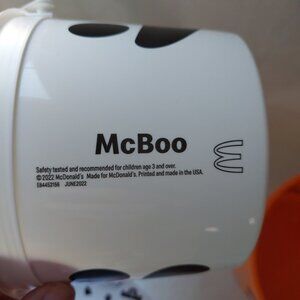 McBoo
Safety tested and recommended for children age 3 and over.
© 2022 McDonald's Made for McDonald's. Printed and made in the USA.
E84453156 JUNE2022